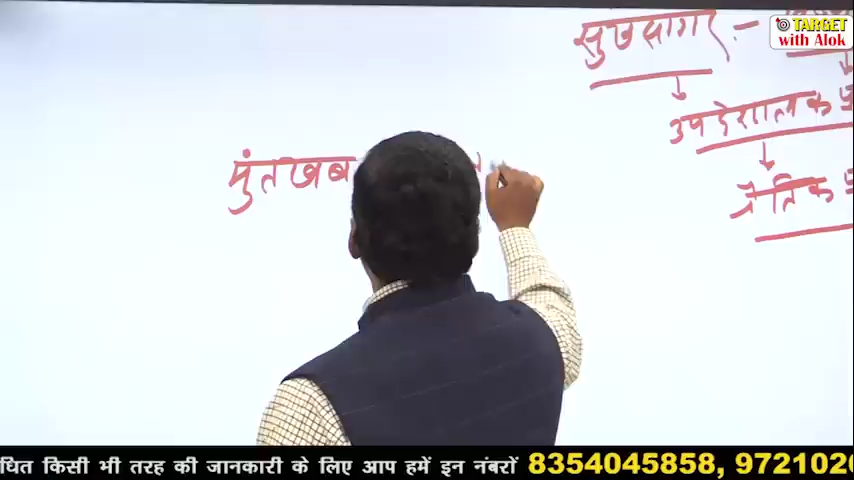 TARGET
with Alok
सुखसागर :-
उपदेशात्मक
नैतिक
मुंतखब
धित किसी भी तरह की जानकारी के लिए आप हमें इन नंबरों 8354045858, 972102